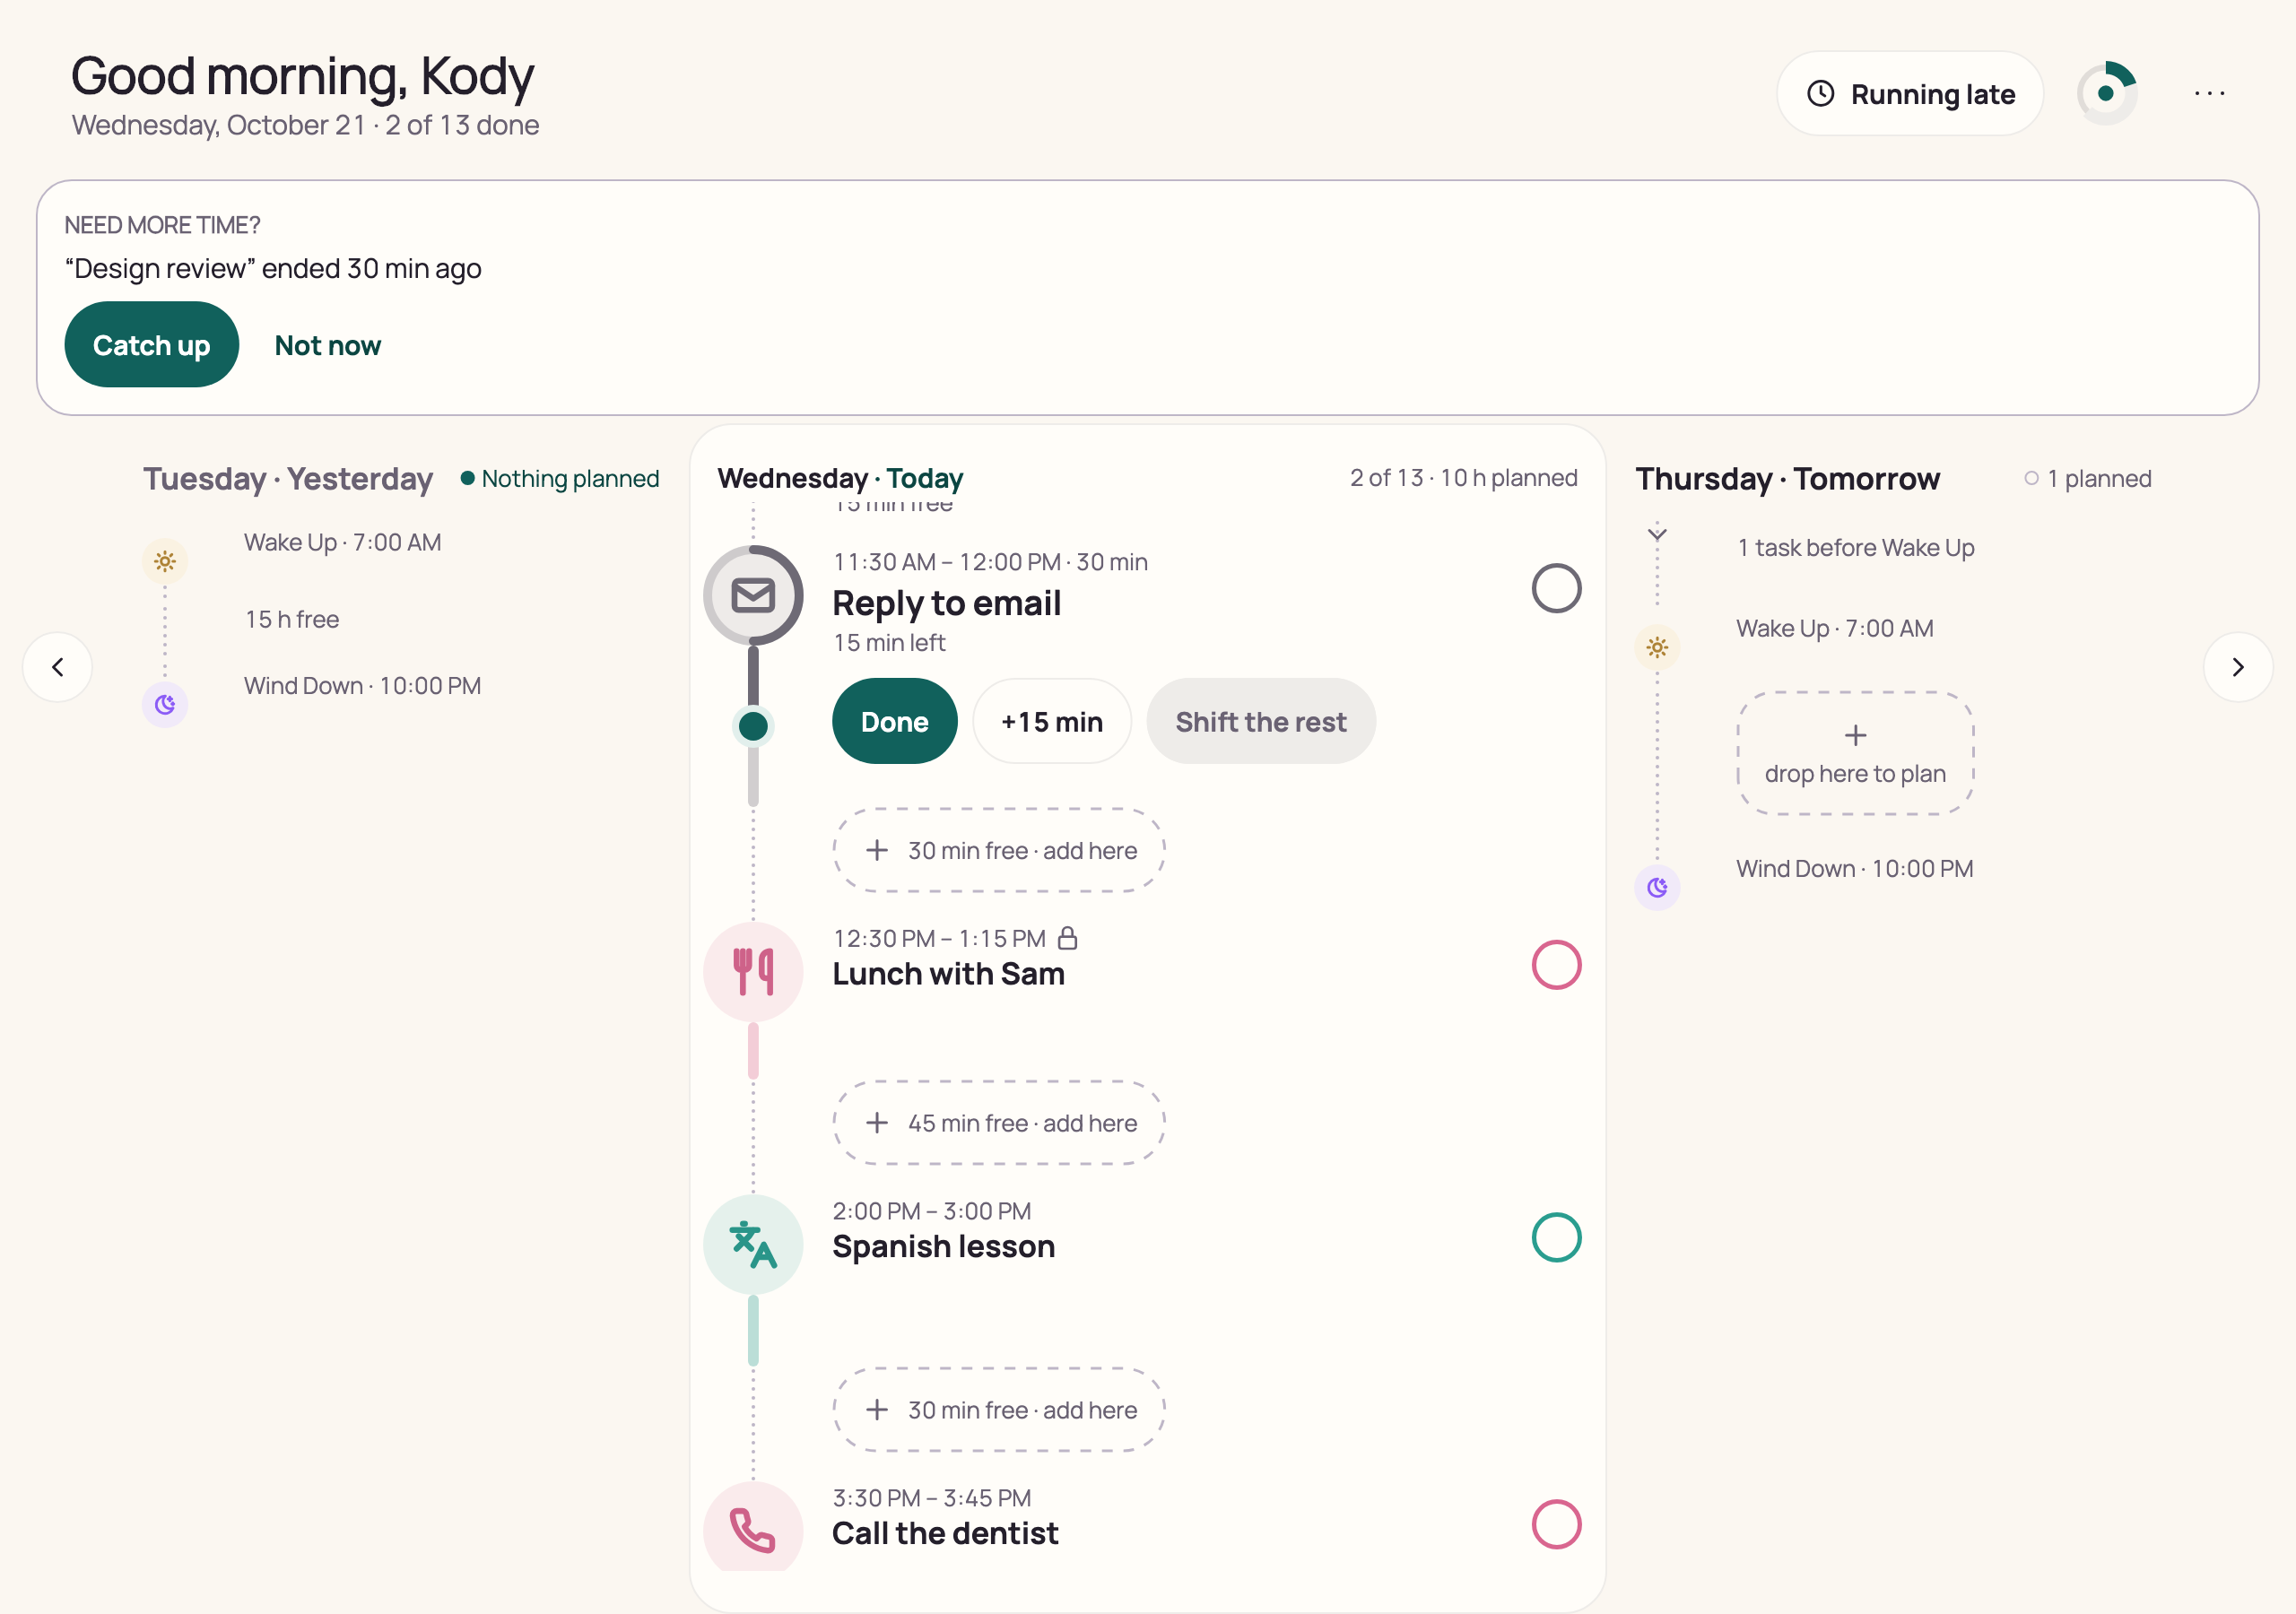 Good morning, Kody
Wednesday, October 21 · 2 of 13 done
Running late
NEED MORE TIME?
“Design review” ended 30 min ago
Catch up
Not now
Tuesday · Yesterday
Nothing planned
Wake Up · 7:00 AM
15 h free
Wind Down · 10:00 PM
Wednesday · Today
2 of 13 · 10 h planned
15 min free
11:30 AM – 12:00 PM · 30 min
Reply to email
15 min left
Done
+15 min
Shift the rest
30 min free · add here
12:30 PM – 1:15 PM
Lunch with Sam
45 min free · add here
2:00 PM – 3:00 PM
Spanish lesson
30 min free · add here
3:30 PM – 3:45 PM
Call the dentist
Thursday · Tomorrow
1 planned
1 task before Wake Up
Wake Up · 7:00 AM
drop here to plan
Wind Down · 10:00 PM